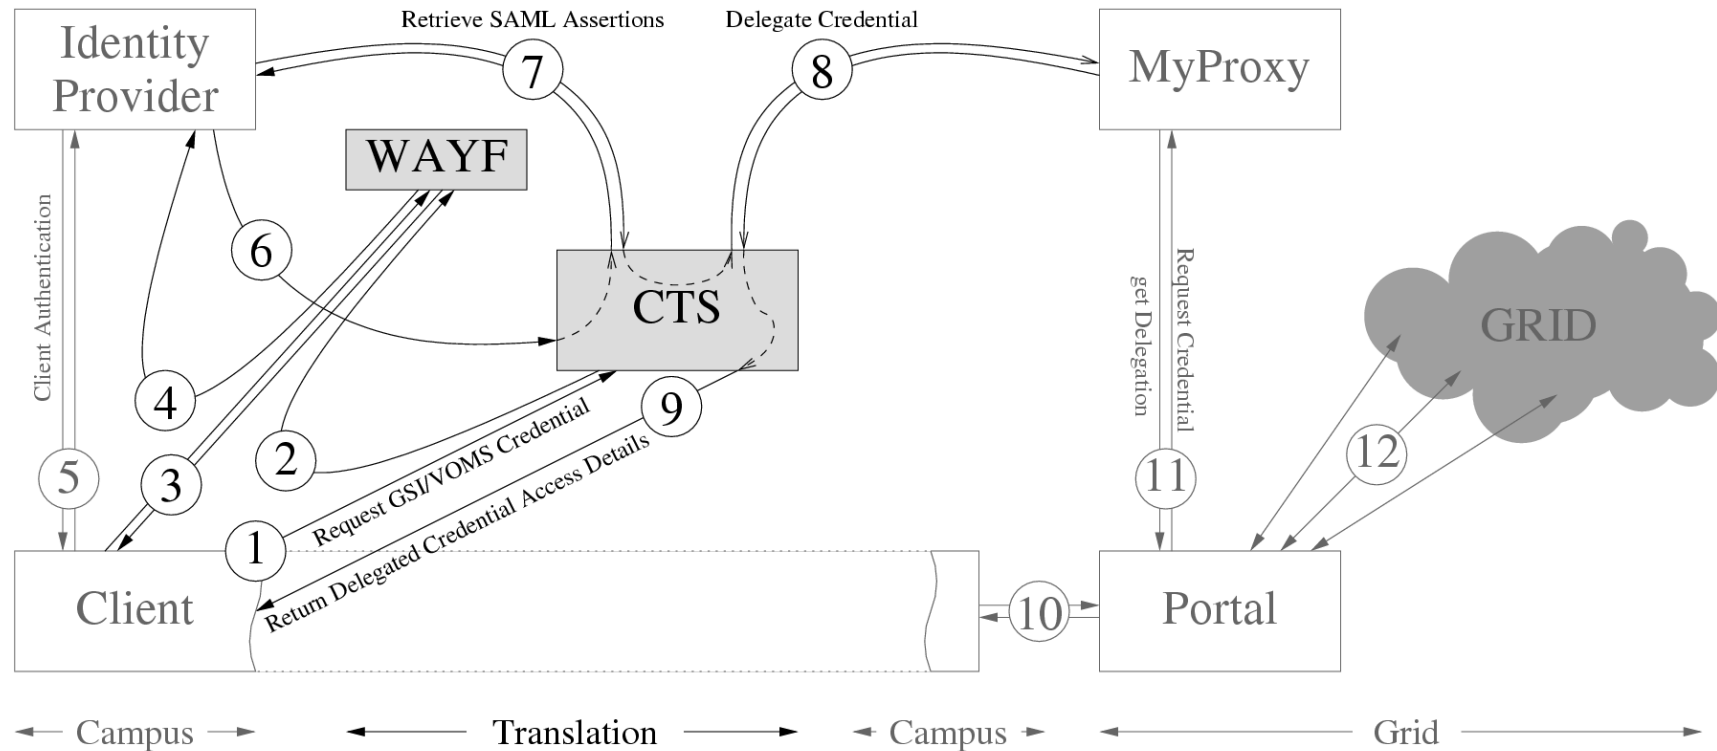 Retrieve SAML Assertions
Delegate Credential
Identity
Provider
7
8
MyProxy
WAYF
6
Client Authentication
CTS
get Delegation
Request Credential
GRID
4
9
2
5
3
11
12
1
Request GSI/VOMS Credential
Return Delegated Credential Access Details
Client
10
Portal
Campus
Translation
Campus
Grid